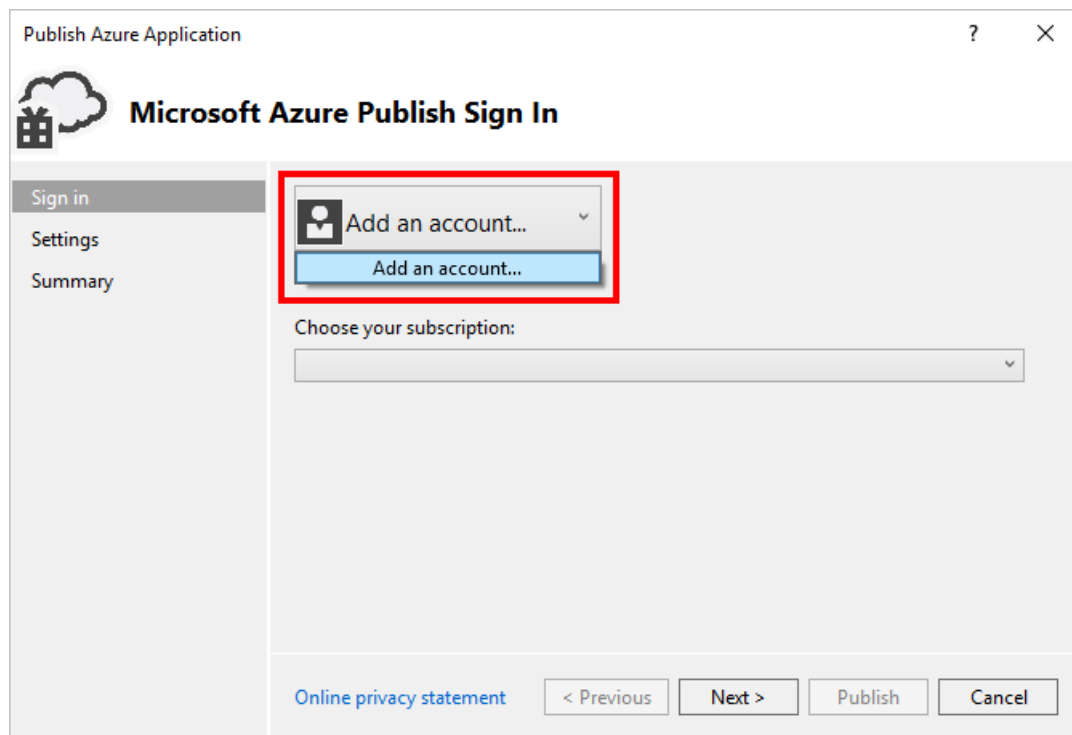 Publish Azure Application
?
Microsoft Azure Publish Sign In
Sign in
Settings
Summary
Add an account...
Add an account...
Choose your subscription:
Online privacy statement
< Previous
Next >
Publish
Cancel